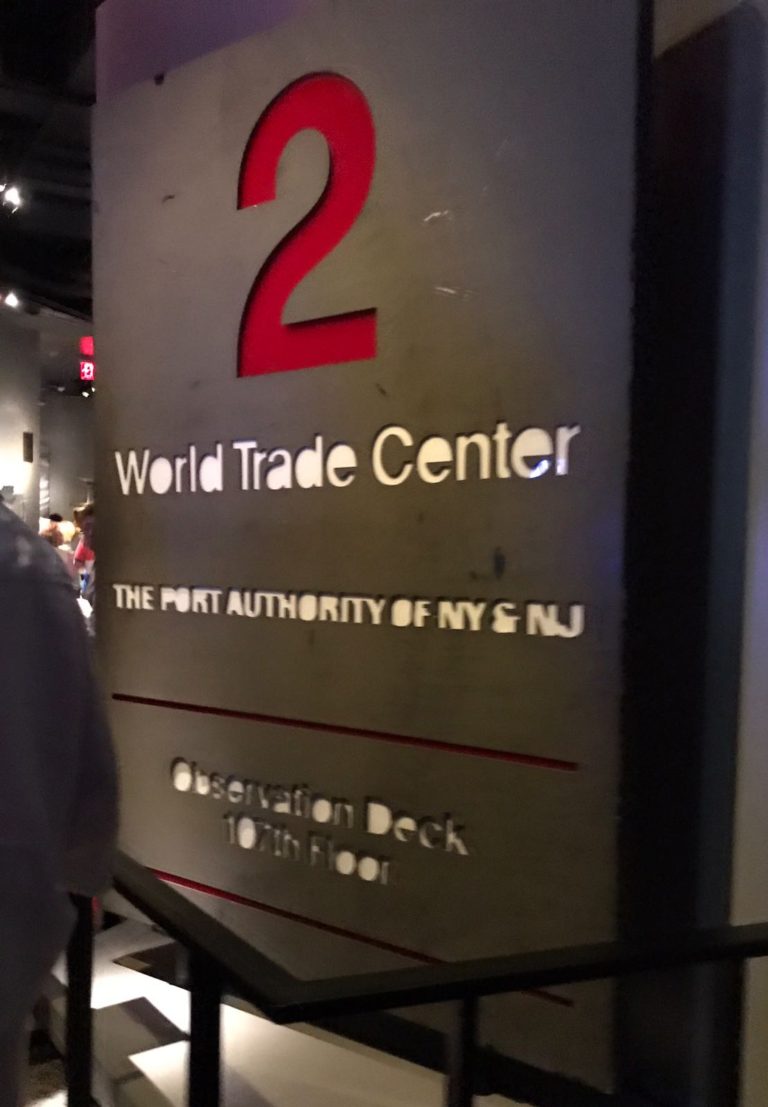 2
World Trade Center
THE PORT AUTHORITY OF NY & NJ
Observation Deck
107th Floor